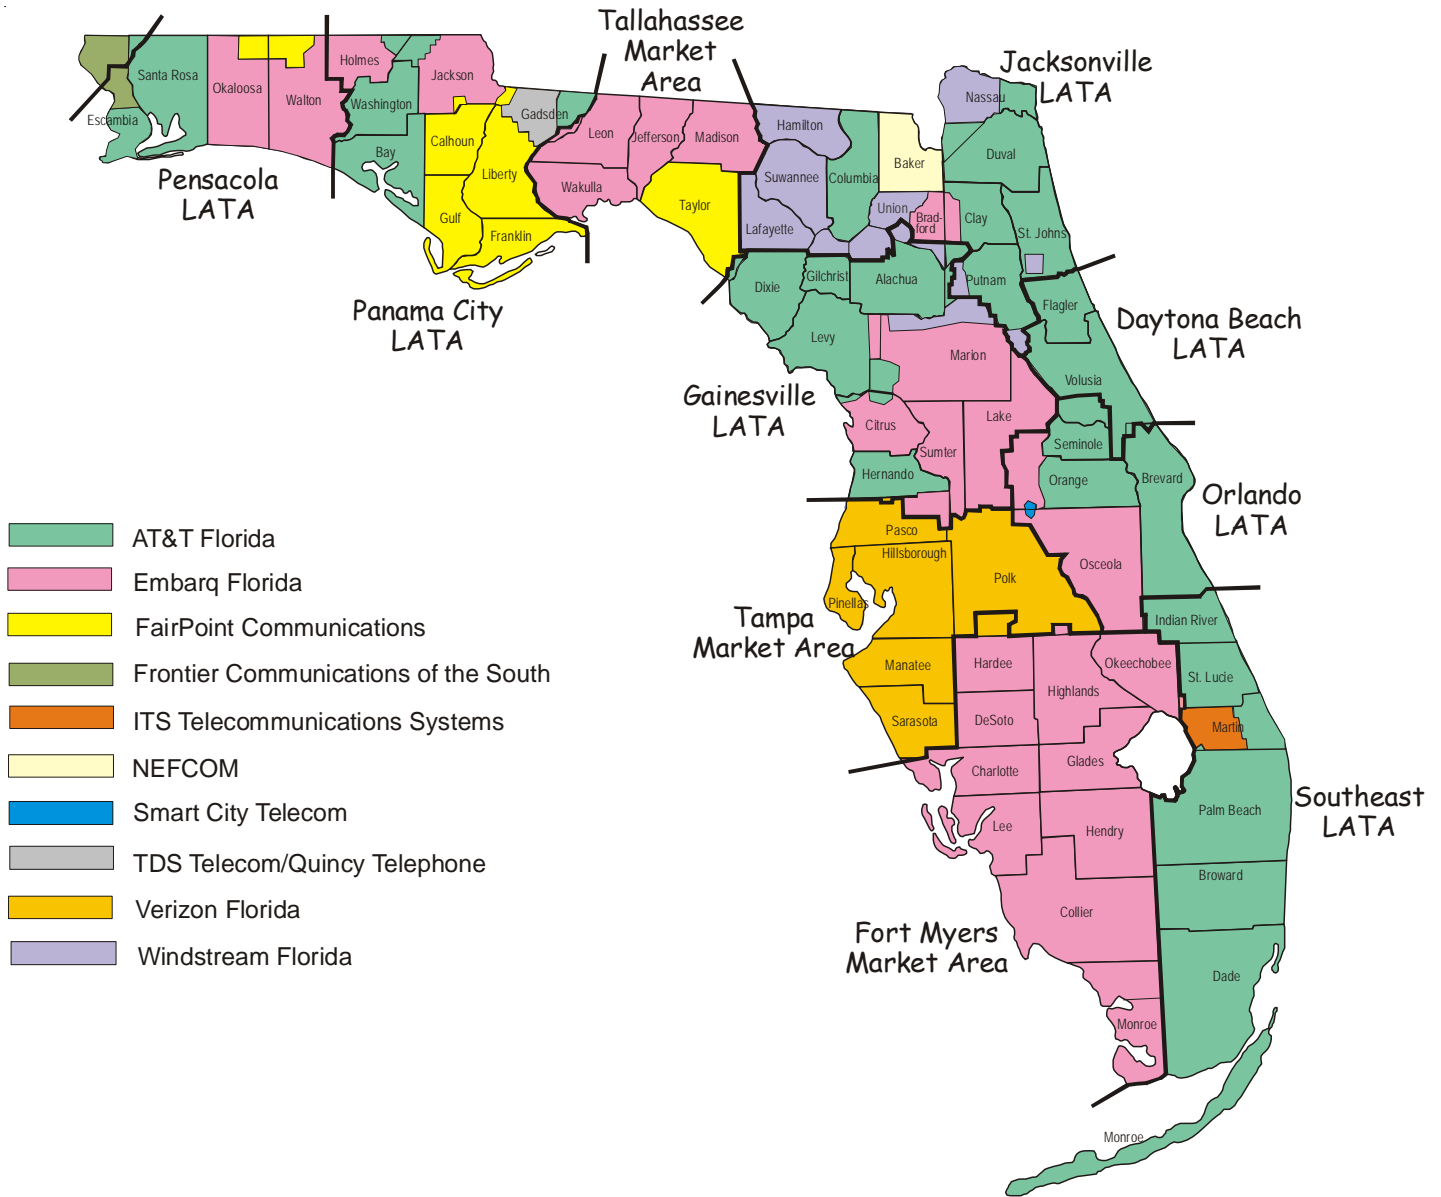 Tallahassee
Market
Area
Jacksonville
LATA
Santa Rosa
Okaloosa
Walton
Holmes
Jackson
Washington
Escambia
Bay
Calhoun
Gadsden
Liberty
Gulf
Franklin
Leon
Jefferson
Madison
Wakulla
Taylor
Hamilton
Suwannee
Lafayette
Columbia
Baker
Nassau
Duval
Union
Brad-
ford
Clay
St. Johns
Pensacola
LATA
Panama City
LATA
Dixie
Gilchrist
Alachua
Putnam
Flagler
Levy
Marion
Volusia
Daytona Beach
LATA
Gainesville
LATA
Citrus
Lake
Sumter
Seminole
Hernando
Orange
Brevard
Orlando
LATA
Pasco
Hillsborough
Pinellas
Polk
Osceola
Tampa
Market Area
Indian River
Manatee
Hardee
Okeechobee
St. Lucie
Highlands
Sarasota
DeSoto
Martin
Charlotte
Glades
Lee
Hendry
Palm Beach
Southeast
LATA
Broward
Collier
Fort Myers
Market Area
Dade
Monroe
Monroe
AT&T Florida
Embarq Florida
FairPoint Communications
Frontier Communications of the South
ITS Telecommunications Systems
NEFCOM
Smart City Telecom
TDS Telecom/Quincy Telephone
Verizon Florida
Windstream Florida